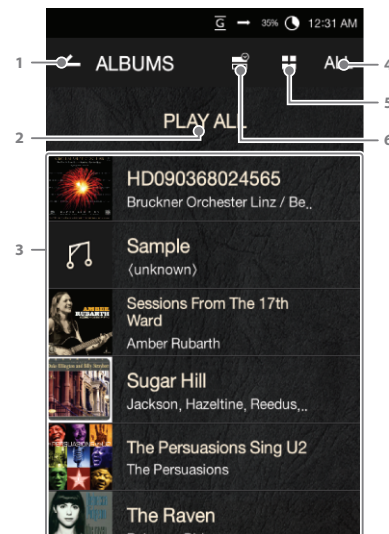 G 35% 12:31 AM
1 ALBUMS 4
5
6
2 PLAY ALL
3
HD090368024565
Bruckner Orchester Linz / Be..
Sample
(unknown)
Sessions From The 17th
Ward
Amber Rubarth
AMBER
RUBARTH
Sugar Hill
Jackson, Hazeltine, Reedus,..
The Persuasions Sing U2
The Persuasions
The Raven